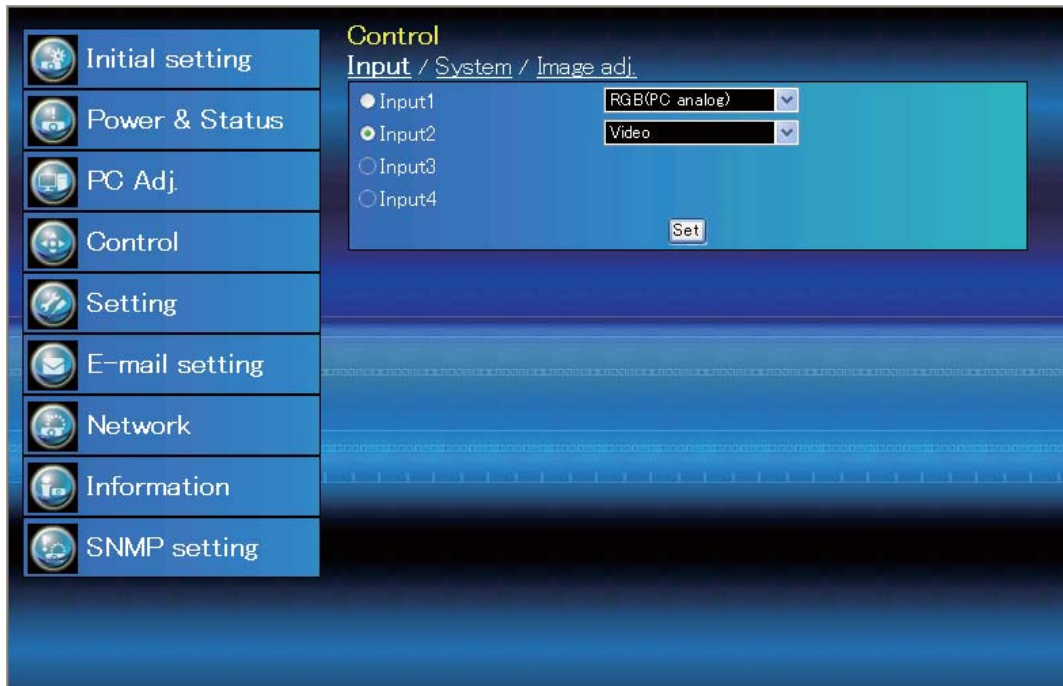 Initial setting
Power & Status
PC Adj.
Control
Setting
E-mail setting
Network
Information
SNMP setting
Control
Input / System / Image adj.
Input1 RGB(PC analog)
Input2 Video
Input3
Input4
Set